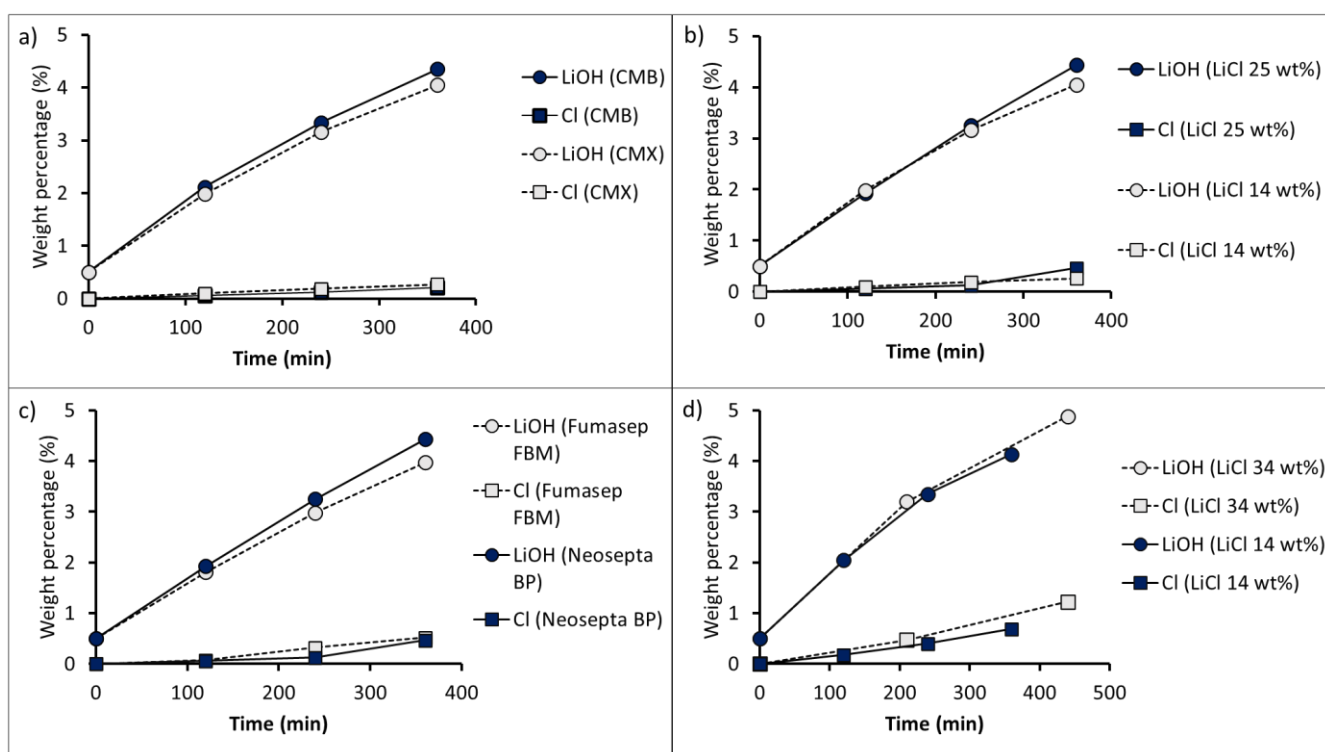 a)
Weight percentage (%)
5
4
3
2
1
0
0 100 200 300 400
Time (min)
LiOH (CMB)
Cl (CMB)
LiOH (CMX)
Cl (CMX)
b)
Weight percentage (%)
5
4
3
2
1
0
0 100 200 300 400
Time (min)
LiOH (LiCl 25 wt%)
Cl (LiCl 25 wt%)
LiOH (LiCl 14 wt%)
Cl (LiCl 14 wt%)
c)
Weight percentage (%)
5
4
3
2
1
0
0 100 200 300 400
Time (min)
LiOH (Fumasep
FBM)
Cl (Fumasep
FBM)
LiOH (Neosepta
BP)
Cl (Neosepta BP)
d)
Weight percentage (%)
5
4
3
2
1
0
0 100 200 300 400 500
Time (min)
LiOH (LiCl 34 wt%)
Cl (LiCl 34 wt%)
LiOH (LiCl 14 wt%)
Cl (LiCl 14 wt%)